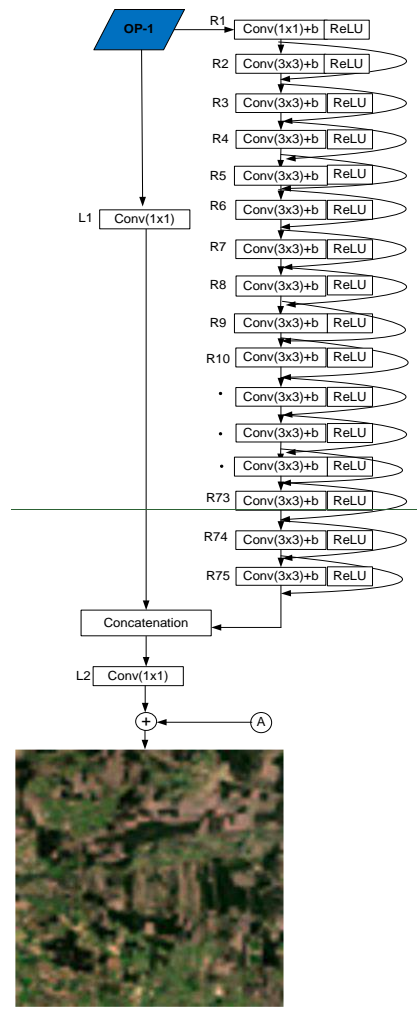 OP-1
R1 Conv(1x1)+b ReLU
R2 Conv(3x3)+b ReLU
R3 Conv(3x3)+b ReLU
R4 Conv(3x3)+b ReLU
R5 Conv(3x3)+b ReLU
R6 Conv(3x3)+b ReLU
L1 Conv(1x1)
R7 Conv(3x3)+b ReLU
R8 Conv(3x3)+b ReLU
R9 Conv(3x3)+b ReLU
R10 Conv(3x3)+b ReLU
. Conv(3x3)+b ReLU
. Conv(3x3)+b ReLU
. Conv(3x3)+b ReLU
R73 Conv(3x3)+b ReLU
R74 Conv(3x3)+b ReLU
R75 Conv(3x3)+b ReLU
Concatenation
L2 Conv(1x1)
+ A